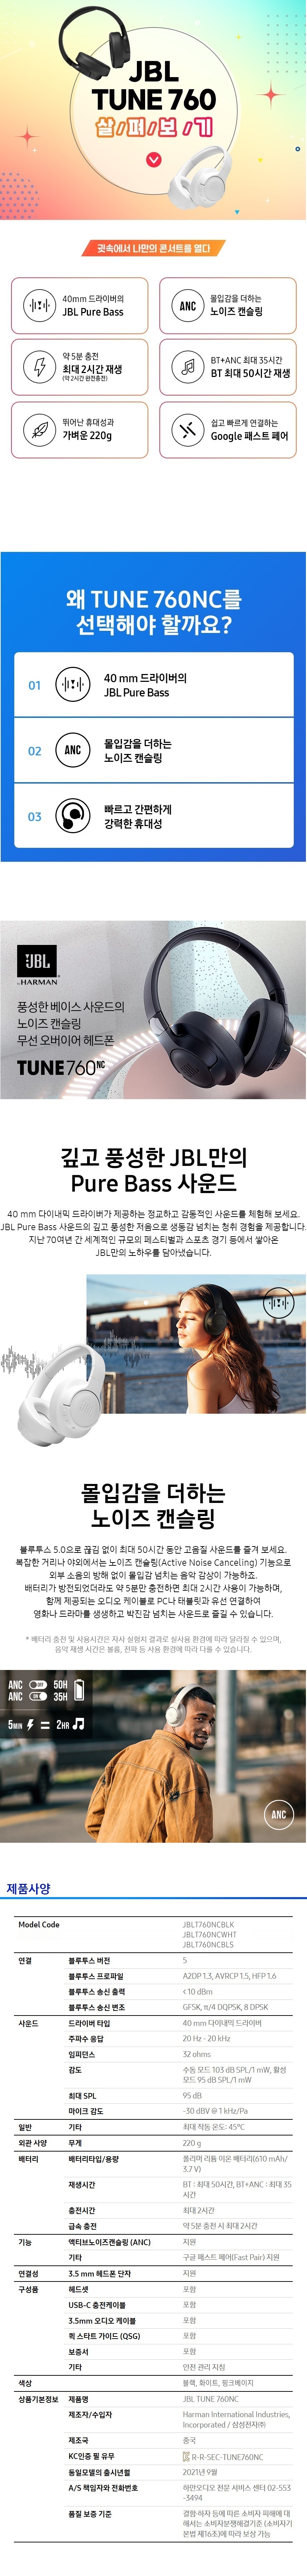 JBL
TUNE 760
살/펴/보/기
귓속에서 나만의 콘서트를 열다
40mm 드라이버의
JBL Pure Bass
ANC
몰입감을 더하는
노이즈 캔슬링
약 5분 충전
최대 2시간 재생
(약 2시간 완전충전)
BT+ANC 최대 35시간
BT 최대 50시간 재생
뛰어난 휴대성과
가벼운 220g
쉽고 빠르게 연결하는
Google 패스트 페어
왜 TUNE 760NC를
선택해야 할까요?
01
40 mm 드라이버의
JBL Pure Bass
02
ANC
몰입감을 더하는
노이즈 캔슬링
03
빠르고 간편하게
강력한 휴대성
JBL
by HARMAN
풍성한 베이스 사운드의
노이즈 캔슬링
무선 오버이어 헤드폰
TUNE760NC
깊고 풍성한 JBL만의
Pure Bass 사운드
40 mm 다이내믹 드라이버가 제공하는 정교하고 감동적인 사운드를 체험해 보세요.
JBL Pure Bass 사운드의 깊고 풍성한 저음으로 생동감 넘치는 청취 경험을 제공합니다.
지난 70여년 간 세계적인 규모의 페스티벌과 스포츠 경기 등에서 쌓아온
JBL만의 노하우를 담아냈습니다.
몰입감을 더하는
노이즈 캔슬링
블루투스 5.0으로 끊김 없이 최대 50시간 동안 고음질 사운드를 즐겨 보세요.
복잡한 거리나 야외에서는 노이즈 캔슬링(Active Noise Canceling) 기능으로
외부 소음의 방해 없이 몰입감 넘치는 음악 감상이 가능하죠.
배터리가 방전되었더라도 약 5분만 충전하면 최대 2시간 사용이 가능하며,
함께 제공되는 오디오 케이블로 PC나 태블릿과 유선 연결하여
영화나 드라마를 생생하고 박진감 넘치는 사운드로 즐길 수 있습니다.
* 배터리 충전 및 사용시간은 자사 실험치 결과로 실사용 환경에 따라 달라질 수 있으며,
음악 재생 시간은 볼륨, 전파 등 사용 환경에 따라 다를 수 있습니다.
ANC OFF 50H
ANC ON 35H
5MIN = 2HR
ANC
제품사양
Model Code JBLT760NCBLK
JBLT760NCWHT
JBLT760NCBLS
연결 블루투스 버전 5
블루투스 프로파일 A2DP 1.3, AVRCP 1.5, HFP 1.6
블루투스 송신 출력 < 10 dBm
블루투스 송신 변조 GFSK, π/4 DQPSK, 8 DPSK
사운드 드라이버 타입 40 mm 다이내믹 드라이버
주파수 응답 20 Hz - 20 kHz
임피던스 32 ohms
감도 수동 모드 103 dB SPL/1 mW, 활성
모드 95 dB SPL/1 mW
최대 SPL 95 dB
마이크 감도 -30 dBV @ 1 kHz/Pa
일반 기타 최대 작동 온도: 45℃
외관 사양 무게 220 g
배터리 배터리타입/용량 폴리머 리튬 이온 배터리(610 mAh/
3.7 V)
재생시간 BT : 최대 50시간, BT+ANC : 최대 35
시간
충전시간 최대 2시간
급속 충전 약 5분 충전 시 최대 2시간
기능 액티브노이즈캔슬링 (ANC) 지원
기타 구글 패스트 페어(Fast Pair) 지원
연결성 3.5 mm 헤드폰 단자 지원
구성품 헤드셋 포함
USB-C 충전케이블 포함
3.5mm 오디오 케이블 포함
퀵 스타트 가이드 (QSG) 포함
보증서 포함
기타 안전 관리 지침
색상 블랙, 화이트, 핑크베이지
상품기본정보 제품명 JBL TUNE 760NC
제조자/수입자 Harman International Industries,
Incorporated / 삼성전자㈜
제조국 중국
KC인증 필 유무 R-R-SEC-TUNE760NC
동일모델의 출시년월 2021년 9월
A/S 책임자와 전화번호 하만오디오 전문 서비스 센터 02-553
-3494
품질 보증 기준 결함·하자 등에 따른 소비자 피해에 대
해서는 소비자분쟁해결기준 (소비자기
본법 제16조)에 따라 보상 가능